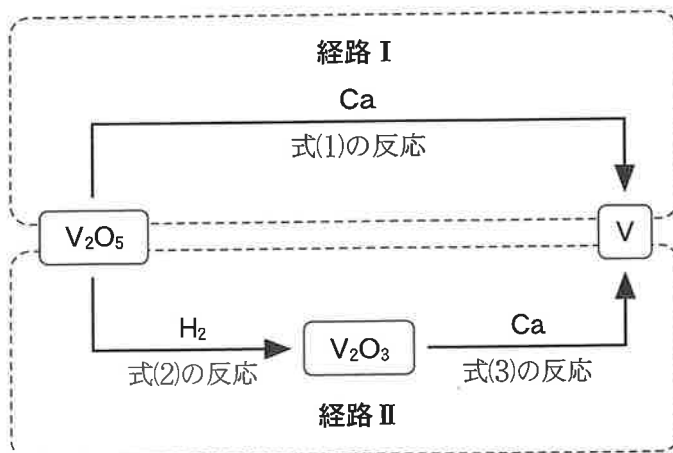 経路 Ⅰ
Ca
式(1)の反応
V₂O₅
V
H₂
V₂O₃
Ca
式(2)の反応
式(3)の反応
経路 Ⅱ